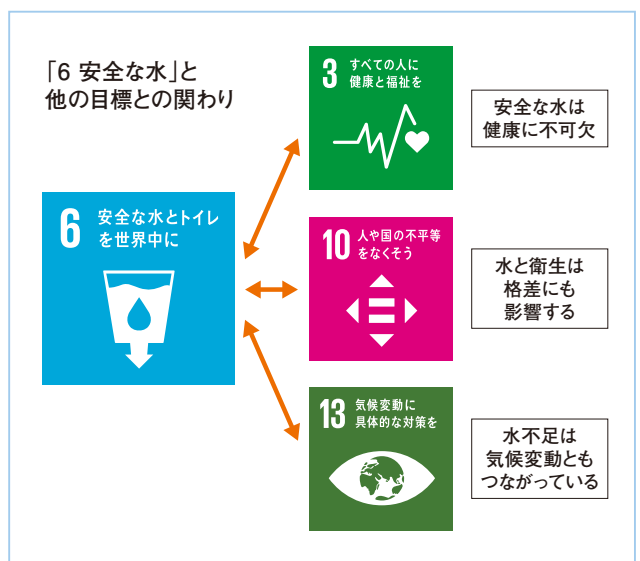 「6 安全な水」と
他の目標との関わり
6 安全な水とトイレ
を世界中に
3 すべての人に
健康と福祉を
安全な水は
健康に不可欠
10 人や国の不平等
をなくそう
水と衛生は
格差にも
影響する
13 気候変動に
具体的な対策を
水不足は
気候変動とも
つながっている